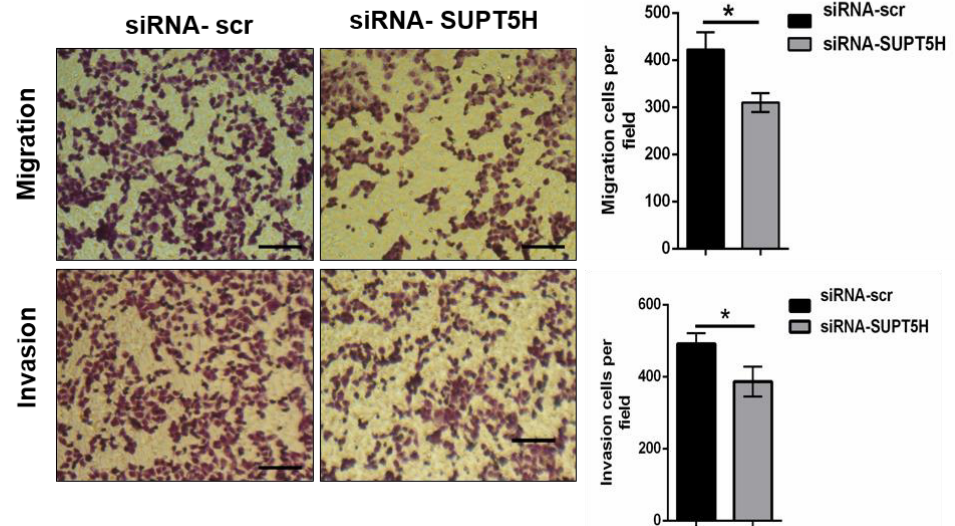 siRNA- scr
siRNA- SUPT5H
Migration
Invasion
Migration cells per
field
500
400
300
200
100
0
*
siRNA-scr
siRNA-SUPT5H
Invasion cells per
field
600
400
200
0
*
siRNA-scr
siRNA-SUPT5H